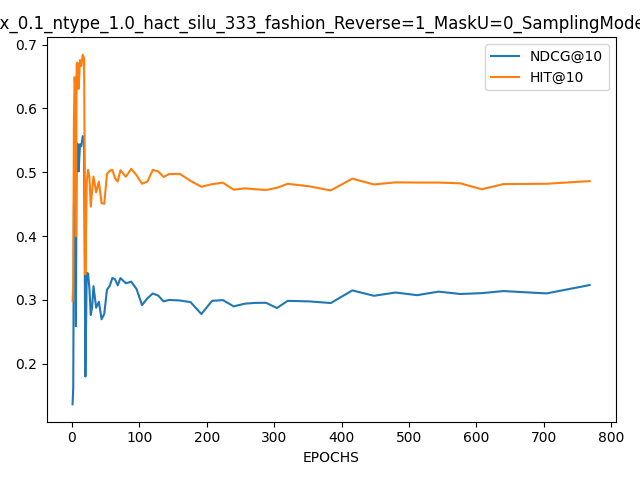 x_0.1_ntype_1.0_hact_silu_333_fashion_Reverse=1_MaskU=0_SamplingMode
NDCG@10
HIT@10
0.7
0.6
0.5
0.4
0.3
0.2
0 100 200 300 400 500 600 700 800
EPOCHS